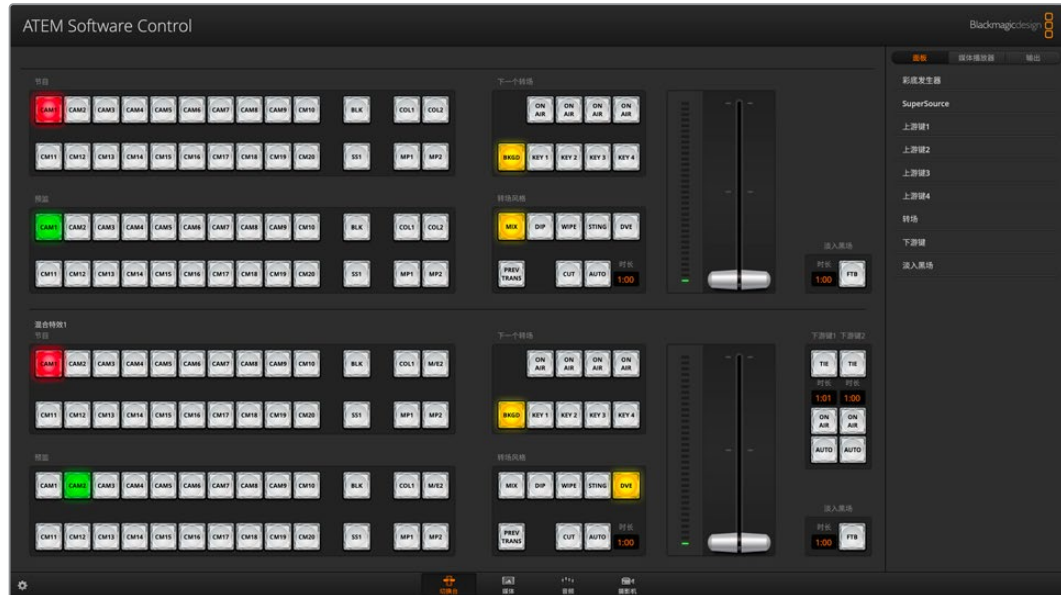 ATEM Software Control
Blackmagicdesign
面板 媒体播放器 输出
彩底发生器
SuperSource
上游键1
上游键2
上游键3
上游键4
转场
下游键
淡入黑场
节目
CAM1 CAM2 CAM3 CAM4 CAM5 CAM6 CAM7 CAM8 CAM9 CM10 BLK COL1 COL2
CM11 CM12 CM13 CM14 CM15 CM16 CM17 CM18 CM19 CM20 SS1 MP1 MP2
下一个转场
ON AIR ON AIR ON AIR ON AIR
BKGD KEY 1 KEY 2 KEY 3 KEY 4
预监
CAM1 CAM2 CAM3 CAM4 CAM5 CAM6 CAM7 CAM8 CAM9 CM10 BLK COL1 COL2
CM11 CM12 CM13 CM14 CM15 CM16 CM17 CM18 CM19 CM20 SS1 MP1 MP2
转场风格
MIX DIP WIPE STING DVE
PREV TRANS CUT AUTO 时长 1:00
淡入黑场
时长 1:00 FTB
混合特效1
节目
CAM1 CAM2 CAM3 CAM4 CAM5 CAM6 CAM7 CAM8 CAM9 CM10 BLK COL1 M/E2
CM11 CM12 CM13 CM14 CM15 CM16 CM17 CM18 CM19 CM20 SS1 MP1 MP2
下一个转场
ON AIR ON AIR ON AIR ON AIR
BKGD KEY 1 KEY 2 KEY 3 KEY 4
下游键1 下游键2
TIE TIE
时长 时长
1:01 1:00
ON AIR ON AIR
AUTO AUTO
预监
CAM1 CAM2 CAM3 CAM4 CAM5 CAM6 CAM7 CAM8 CAM9 CM10 BLK COL1 M/E2
CM11 CM12 CM13 CM14 CM15 CM16 CM17 CM18 CM19 CM20 SS1 MP1 MP2
转场风格
MIX DIP WIPE STING DVE
PREV TRANS CUT AUTO 时长 1:00
淡入黑场
时长 1:00 FTB
切换台 媒体 音频 摄影机